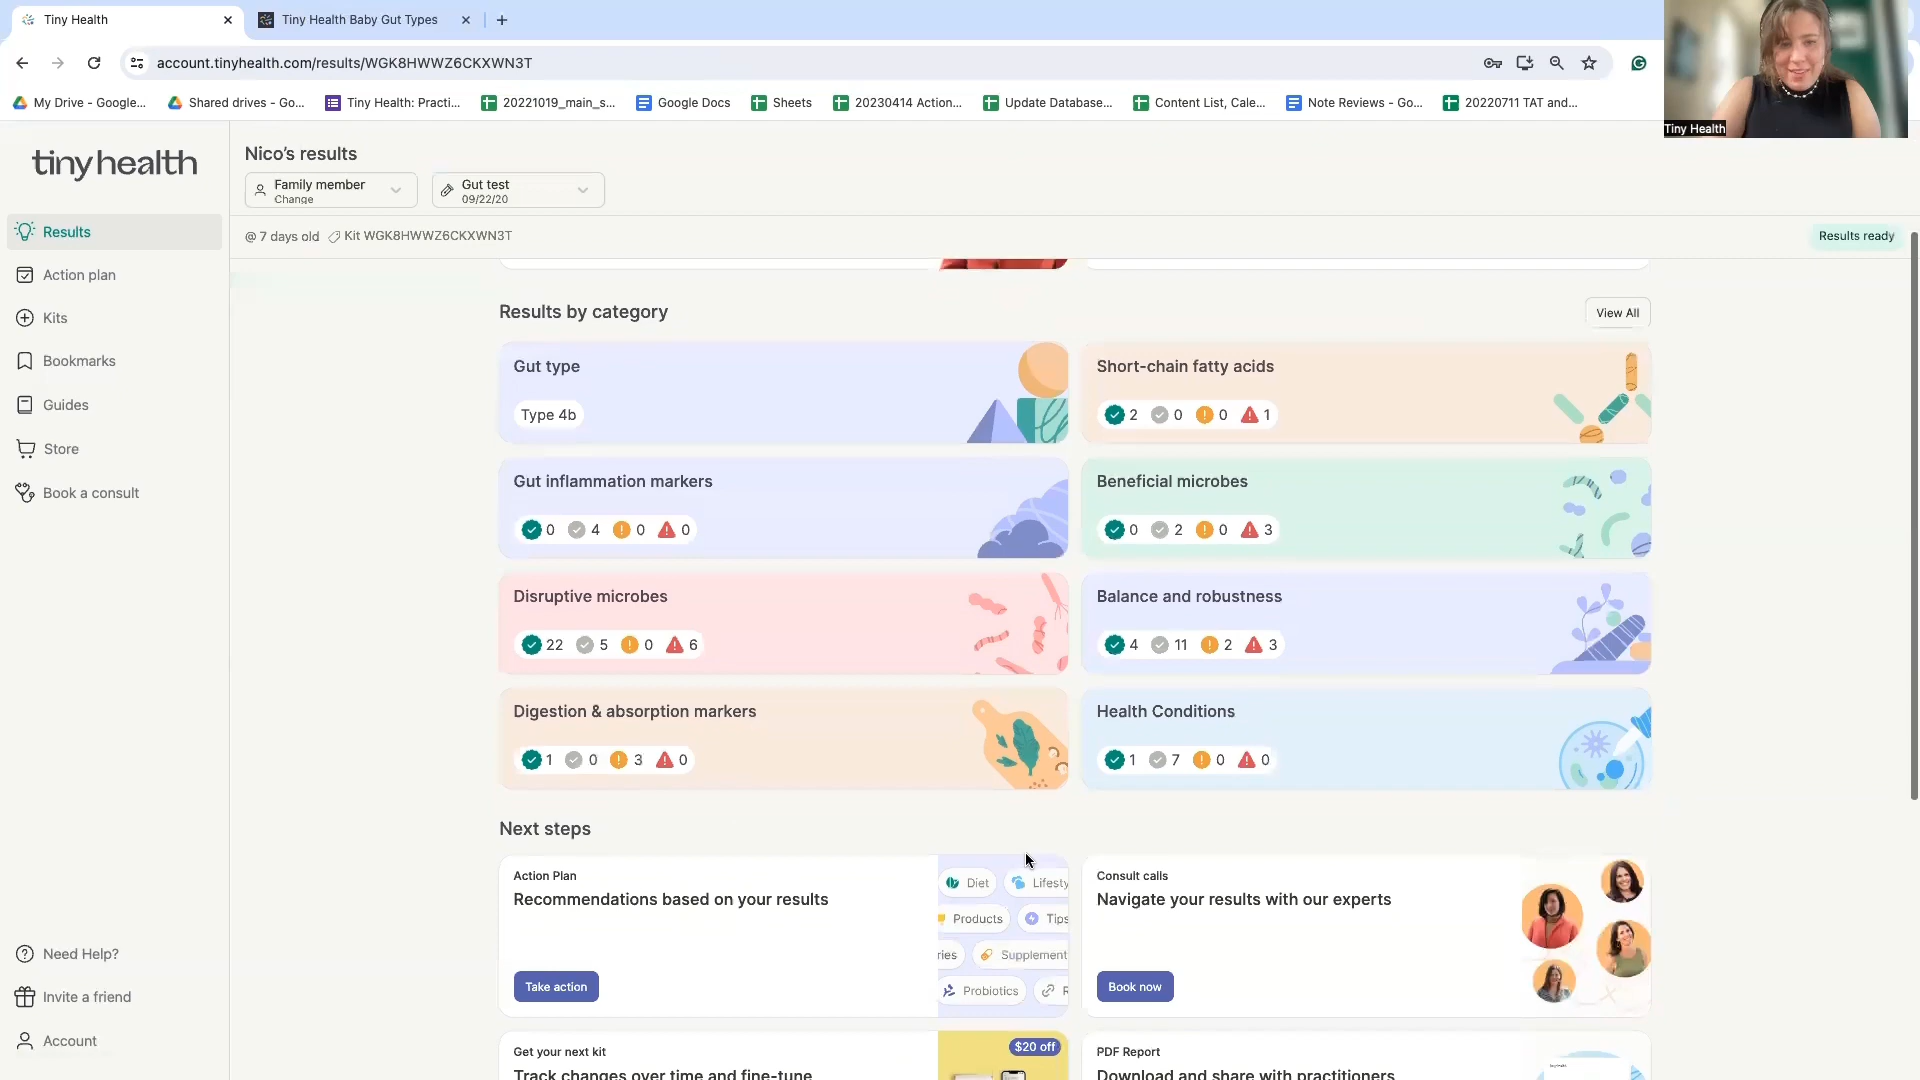 Tiny Health
Tiny Health Baby Gut Types
account.tinyhealth.com/results/WGK8HWWZ6CKXWN3T
My Drive - Google...
Shared drives - Go...
Tiny Health: Practi...
20221019_main_s...
Google Docs
Sheets
20230414 Action...
Update Database...
Content List, Cale...
Note Reviews - Go...
20220711 TAT and...
Tiny Health
tiny health
Results
Action plan
Kits
Bookmarks
Guides
Store
Book a consult
Need Help?
Invite a friend
Account
Nico's results
Family member
Change
Gut test
09/22/20
@ 7 days old
Kit WGK8HWWZ6CKXWN3T
Results ready
Results by category
View All
Gut type
Type 4b
Short-chain fatty acids
2 0 0 1
Gut inflammation markers
0 4 0 0
Beneficial microbes
0 2 0 3
Disruptive microbes
22 5 0 6
Balance and robustness
4 11 2 3
Digestion & absorption markers
1 0 3 0
Health Conditions
1 7 0 0
Next steps
Action Plan
Recommendations based on your results
Take action
Diet
Lifesty
Products
Tips
ries
Supplement
Probiotics
R
Consult calls
Navigate your results with our experts
Book now
Get your next kit
Track changes over time and fine-tune
$20 off
PDF Report
Download and share with practitioners